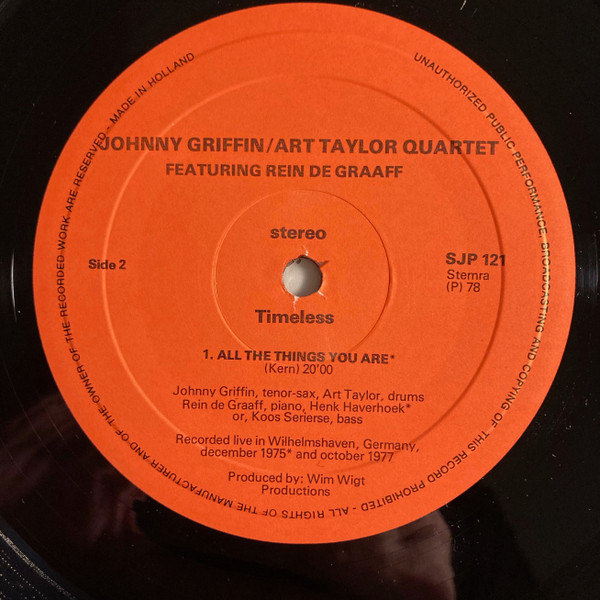 JOHNNY GRIFFIN/ART TAYLOR QUARTET
FEATURING REIN DE GRAAFF
stereo
Side 2
SJP 121
Stemra
(P) 78
Timeless
1. ALL THE THINGS YOU ARE*
(Kern) 20'00
Johnny Griffin, tenor-sax, Art Taylor, drums
Rein de Graaff, piano, Henk Haverhoek*
or, Koos Serierse, bass
Recorded live in Wilhelmshaven, Germany,
december 1975* and october 1977
Produced by: Wim Wigt
Productions
UNAUTHORIZED PUBLIC PERFORMANCE, BROADCASTING AND COPYING OF THIS RECORD PROHIBITED - ALL RIGHTS OF THE MANUFACTURER AND OF THE OWNER OF THE RECORDED WORK ARE RESERVED - MADE IN HOLLAND